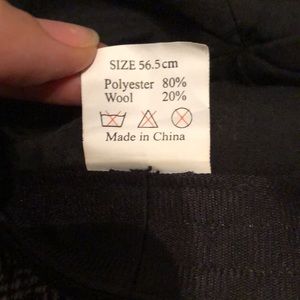 SIZE 56.5cm
Polyester 80%
Wool 20%
Made in China